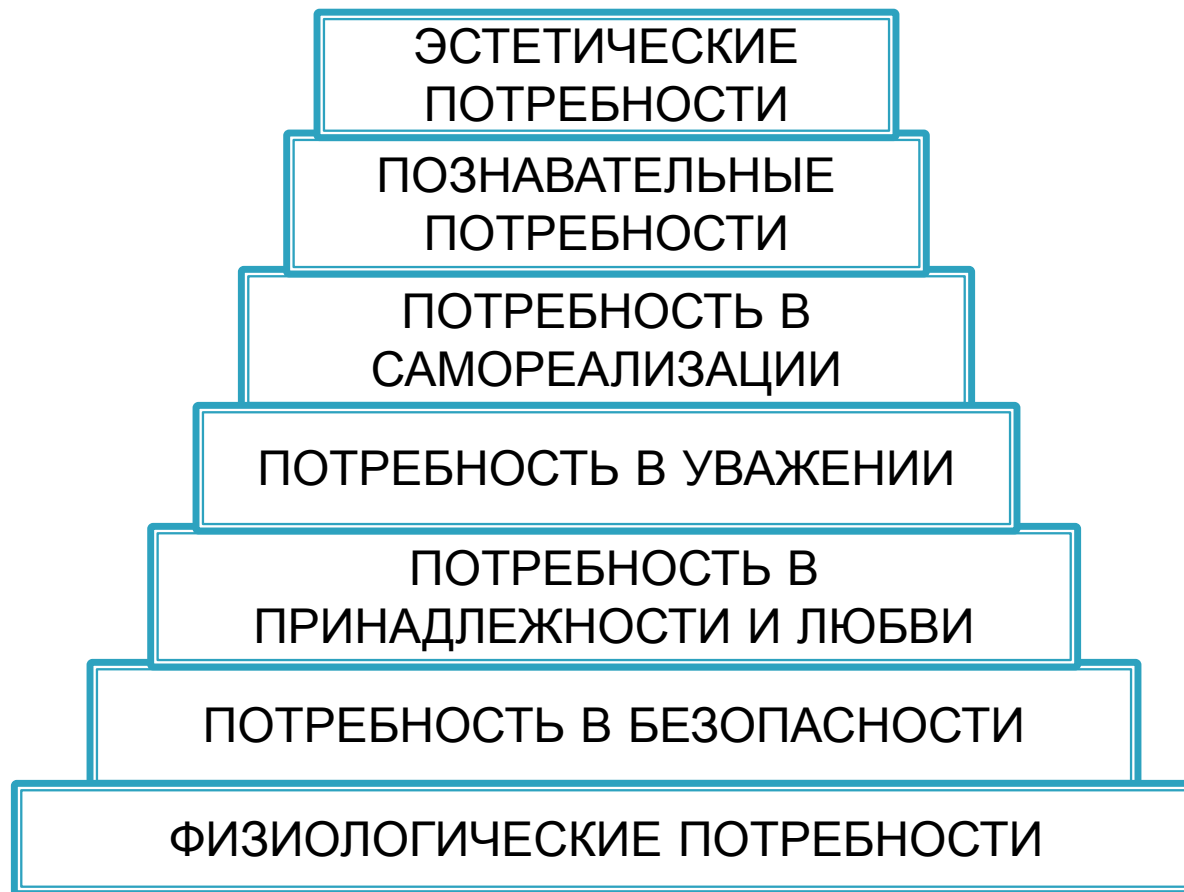 ЭСТЕТИЧЕСКИЕ
ПОТРЕБНОСТИ
ПОЗНАВАТЕЛЬНЫЕ
ПОТРЕБНОСТИ
ПОТРЕБНОСТЬ В
САМОРЕАЛИЗАЦИИ
ПОТРЕБНОСТЬ В УВАЖЕНИИ
ПОТРЕБНОСТЬ В
ПРИНАДЛЕЖНОСТИ И ЛЮБВИ
ПОТРЕБНОСТЬ В БЕЗОПАСНОСТИ
ФИЗИОЛОГИЧЕСКИЕ ПОТРЕБНОСТИ